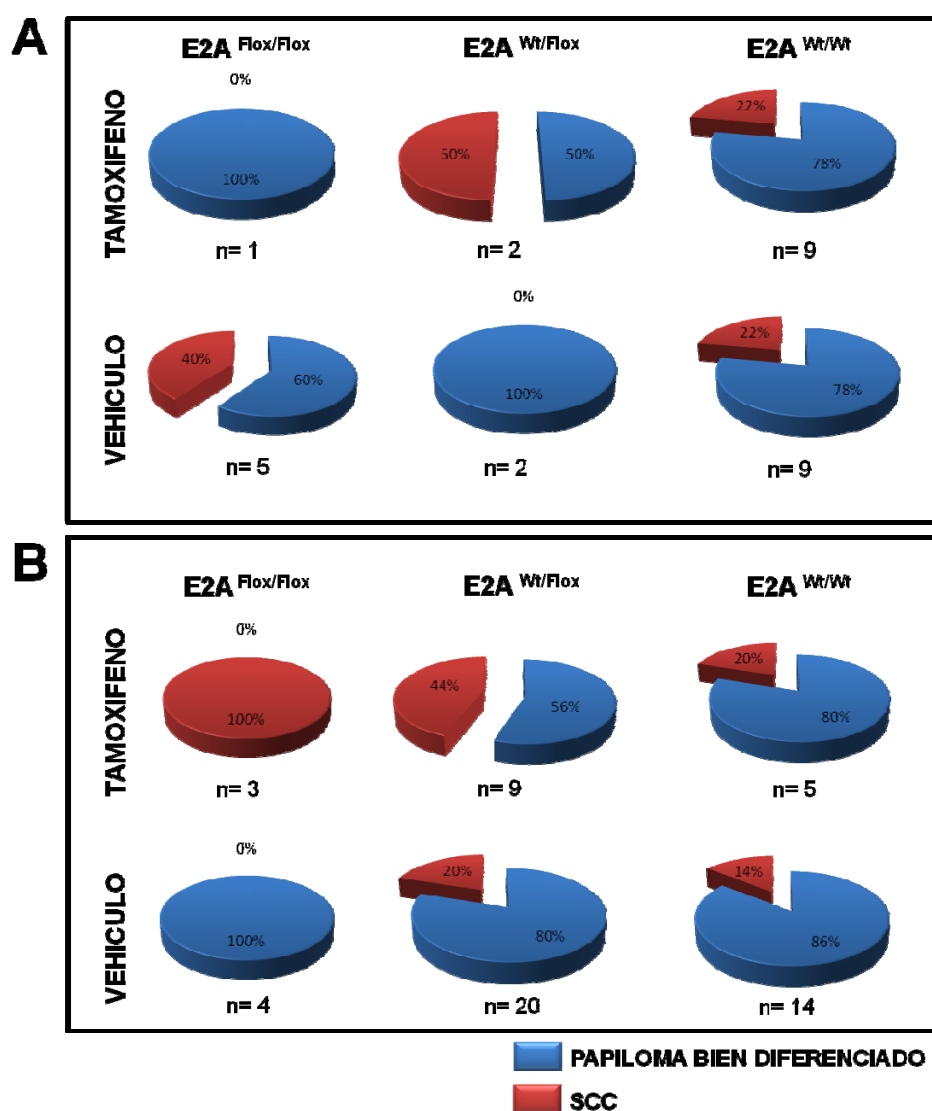 A
E2A Flox/Flox E2A Wt/Flox E2A Wt/Wt
TAMOXIFENO
0%
100%
50% 50%
22%
78%
n= 1 n= 2 n= 9
VEHICULO
40%
60%
0%
100%
22%
78%
n= 5 n= 2 n= 9
B
E2A Flox/Flox E2A Wt/Flox E2A Wt/Wt
TAMOXIFENO
0%
100%
44%
56%
20%
80%
n= 3 n= 9 n= 5
VEHICULO
0%
100%
20%
80%
14%
86%
n= 4 n= 20 n= 14
PAPILOMA BIEN DIFERENCIADO
SCC